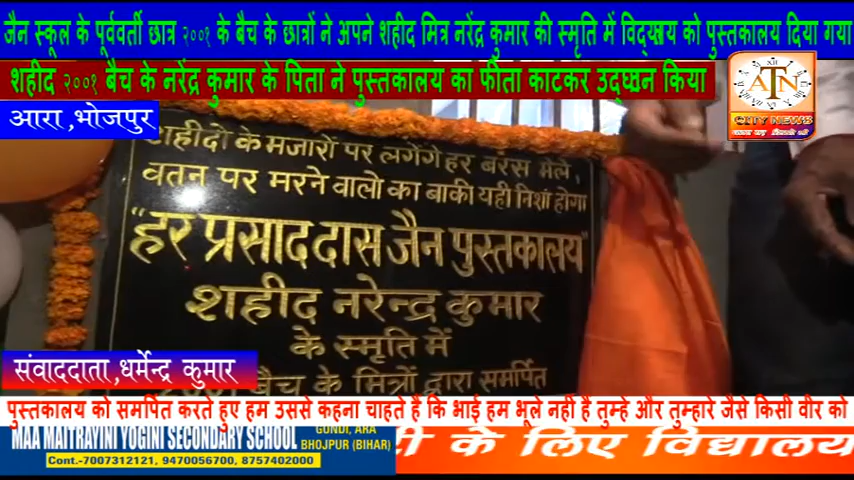 जैन स्कूल के पूर्ववर्ती छात्र २००१ के बैच के छात्रों ने अपने शहीद मित्र नरेंद्र कुमार की स्मृति में विद्यालय को पुस्तकालय दिया गया
शहीद २००१ बैच के नरेंद्र कुमार के पिता ने पुस्तकालय का फीता काटकर उद्घाटन किया
ATN
CITY NEWS
आरा,भोजपुर
शहीदो के मजारों पर लगेंगे हर बरस मेले,
वतन पर मरने वालो का बाकी यही निशां होगा
"हर प्रसाद दास जैन पुस्तकालय"
शहीद नरेन्द्र कुमार
के स्मृति में
बैच के मित्रों द्वारा समर्पित
संवाददाता,धर्मेन्द्र कुमार
पुस्तकालय को समर्पित करते हुए हम उससे कहना चाहते है कि भाई हम भूले नहीं है तुम्हे और तुम्हारे जैसे किसी वीर को
MAA MAITRAYINI YOGINI SECONDARY SCHOOL
GUNDI, ARA
BHOJPUR (BIHAR)
Cont.-7007312121, 9470056700, 8757402000
के लिए विद्यालय